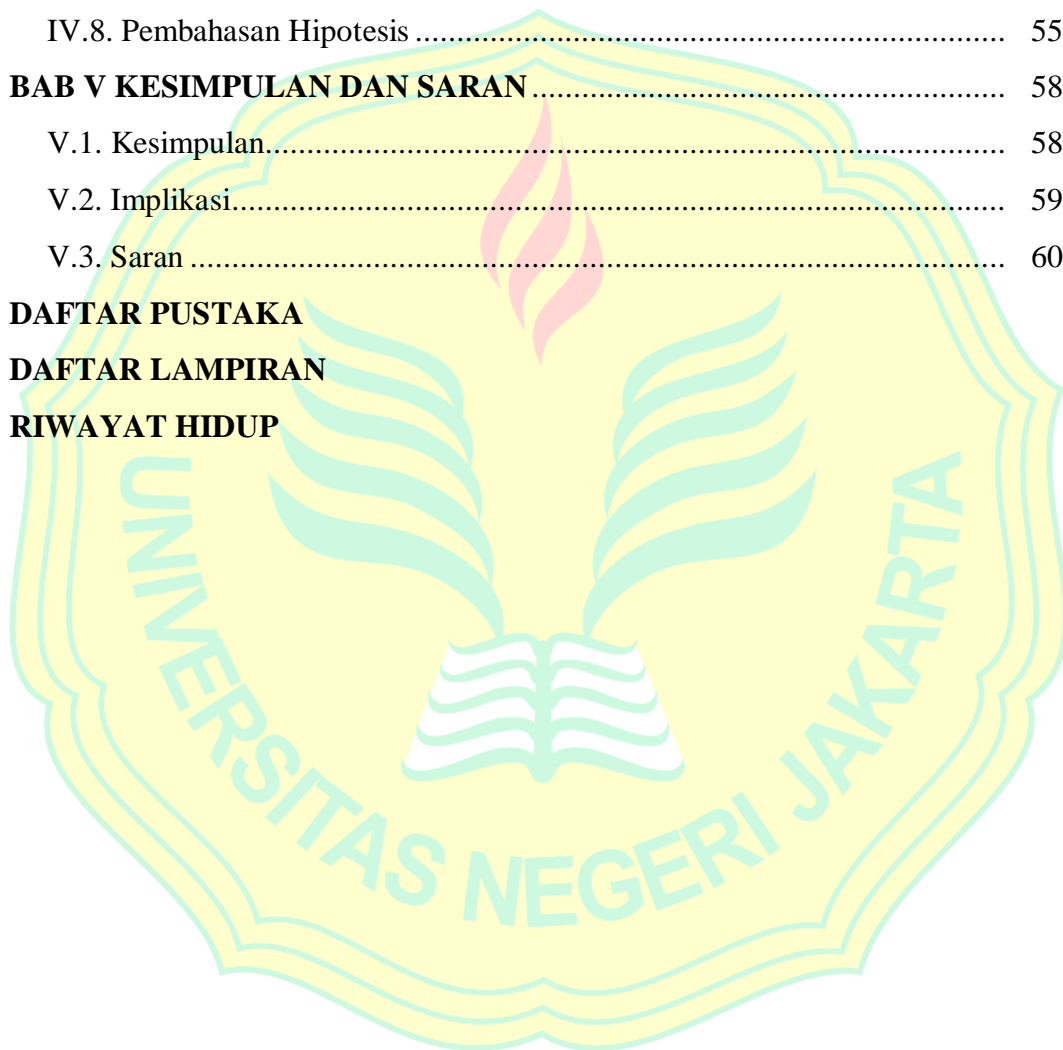 IV.8. Pembahasan Hipotesis ........................................................................... 55
BAB V KESIMPULAN DAN SARAN ............................................................ 58
V.1. Kesimpulan.............................................................................................. 58
V.2. Implikasi.................................................................................................. 59
V.3. Saran ....................................................................................................... 60
DAFTAR PUSTAKA
DAFTAR LAMPIRAN
RIWAYAT HIDUP
UNIVERSITAS NEGERI JAKARTA